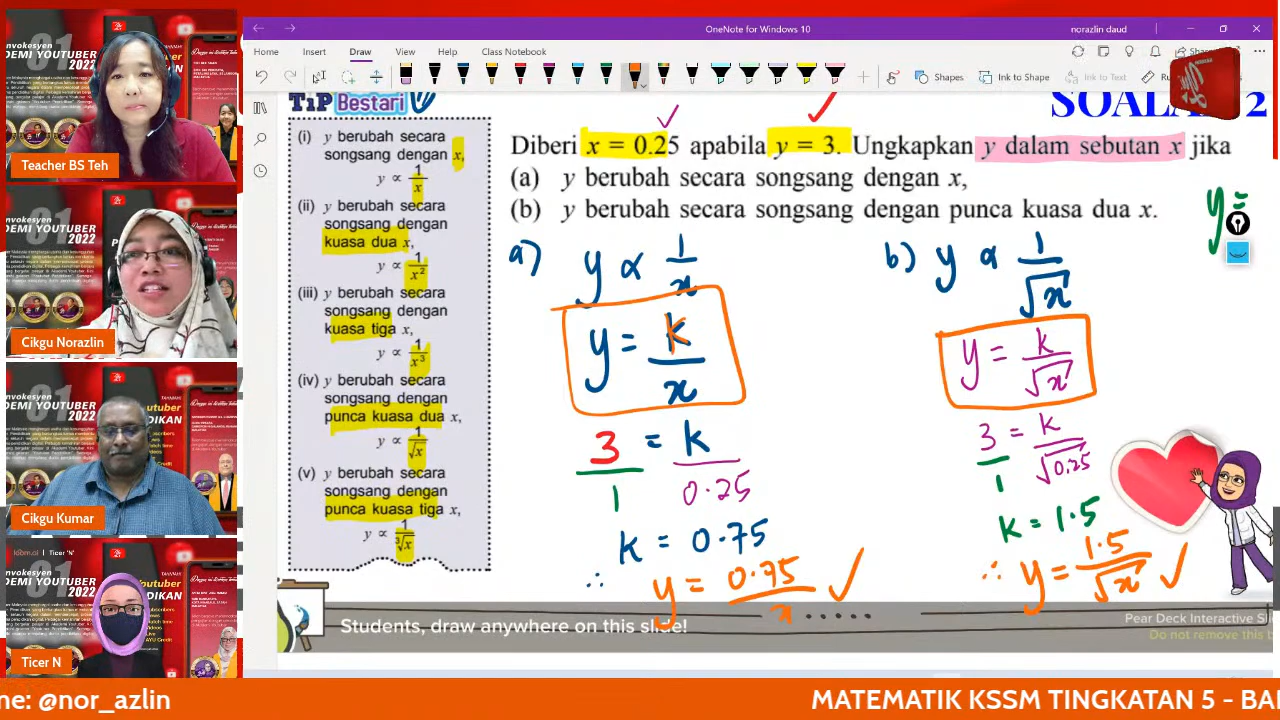 OneNote for Windows 10
norazlin daud
Home Insert Draw View Help Class Notebook
Shapes Ink to Shape Ink to Text
TiP Bestari
(i) y berubah secara
songsang dengan x,
y ∝ 1/x
(ii) y berubah secara
songsang dengan
kuasa dua x,
y ∝ 1/x²
(iii) y berubah secara
songsang dengan
kuasa tiga x,
y ∝ 1/x³
(iv) y berubah secara
songsang dengan
punca kuasa dua x,
y ∝ 1/√x
(v) y berubah secara
songsang dengan
punca kuasa tiga x,
y ∝ 1/∛x
Diberi x = 0.25 apabila y = 3. Ungkapkan y dalam sebutan x jika
(a) y berubah secara songsang dengan x,
(b) y berubah secara songsang dengan punca kuasa dua x.
y =
a) y ∝ 1/x
y = k/x
3/1 = k/0.25
k = 0.75
∴ y = 0.75/x
b) y ∝ 1/√x
y = k/√x
3/1 = k/√0.25
k = 1.5
∴ y = 1.5/√x
Students, draw anywhere on this slide!
Pear Deck Interactive Sli
Do not remove this b
Teacher BS Teh
Cikgu Norazlin
Cikgu Kumar
Ticer N
me: @nor_azlin
MATEMATIK KSSM TINGKATAN 5 - BA